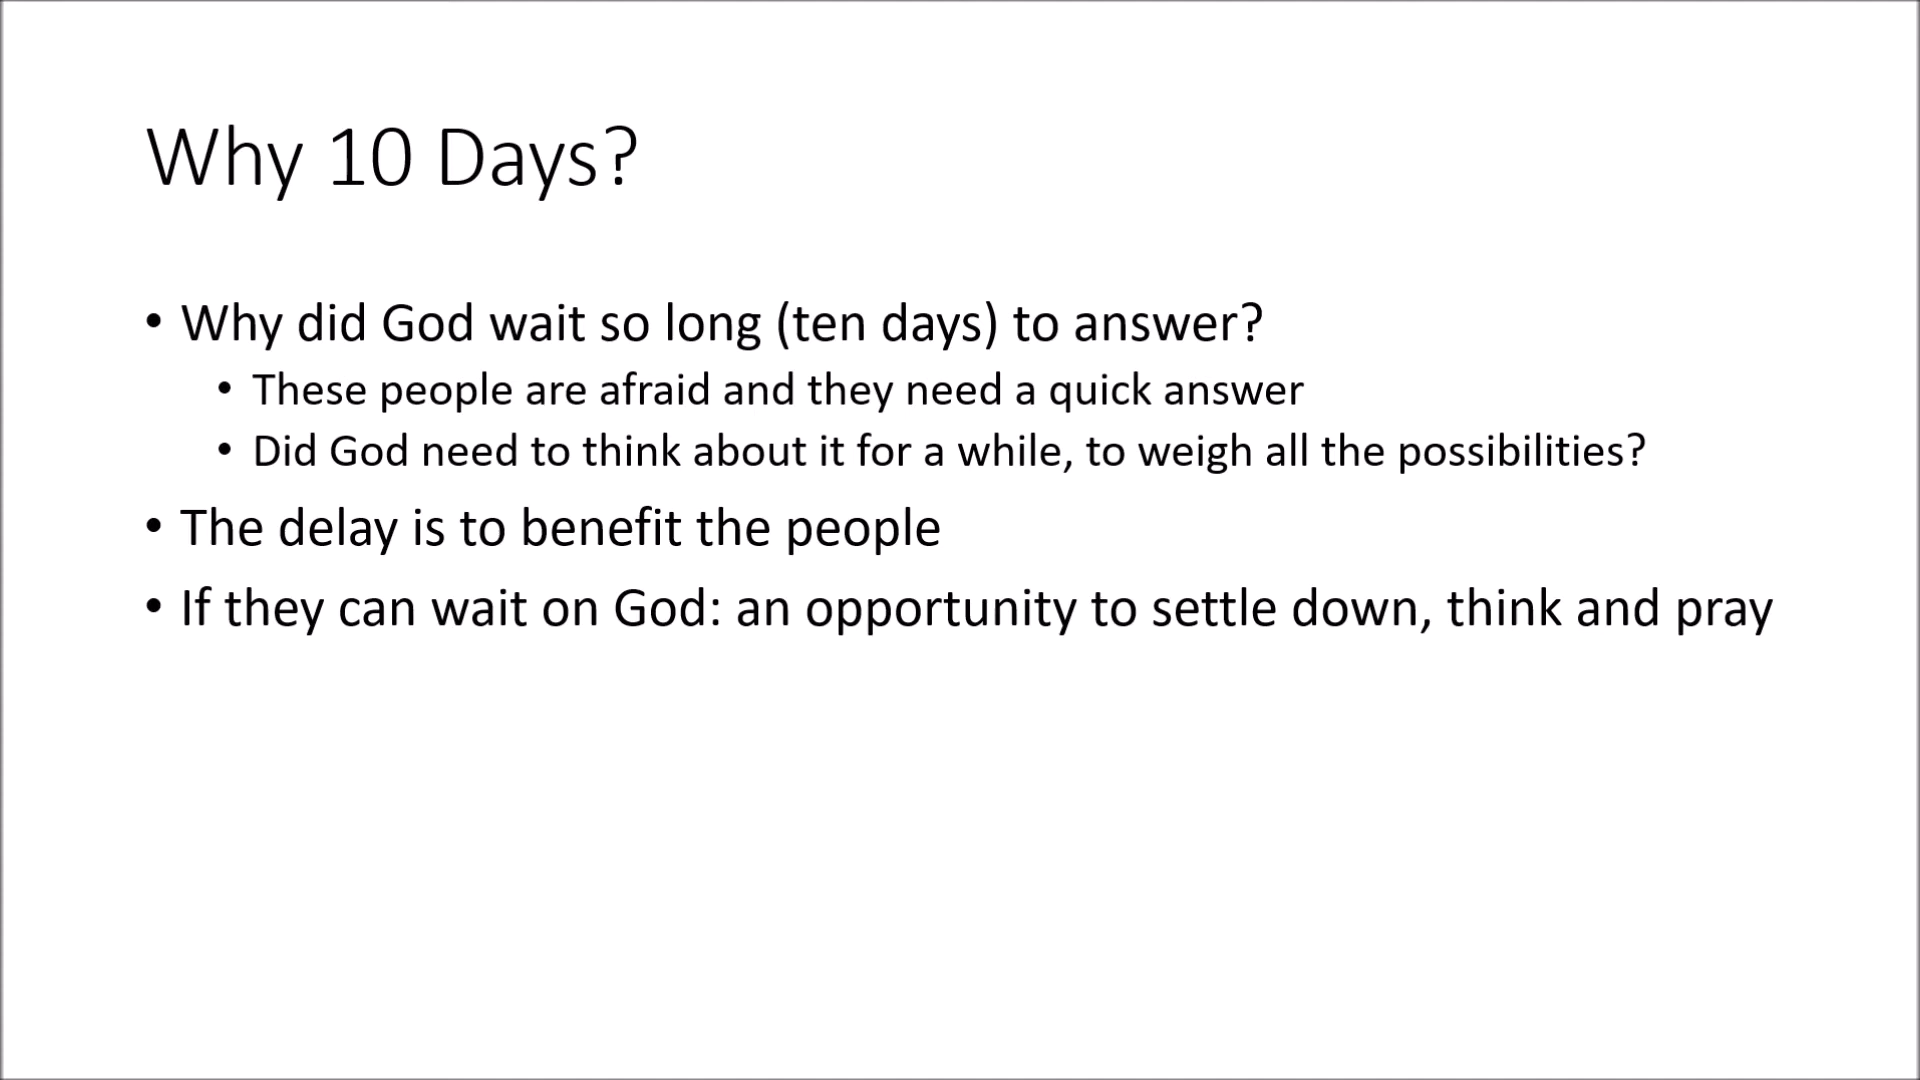 Why 10 Days?
• Why did God wait so long (ten days) to answer?
• These people are afraid and they need a quick answer
• Did God need to think about it for a while, to weigh all the possibilities?
• The delay is to benefit the people
• If they can wait on God: an opportunity to settle down, think and pray